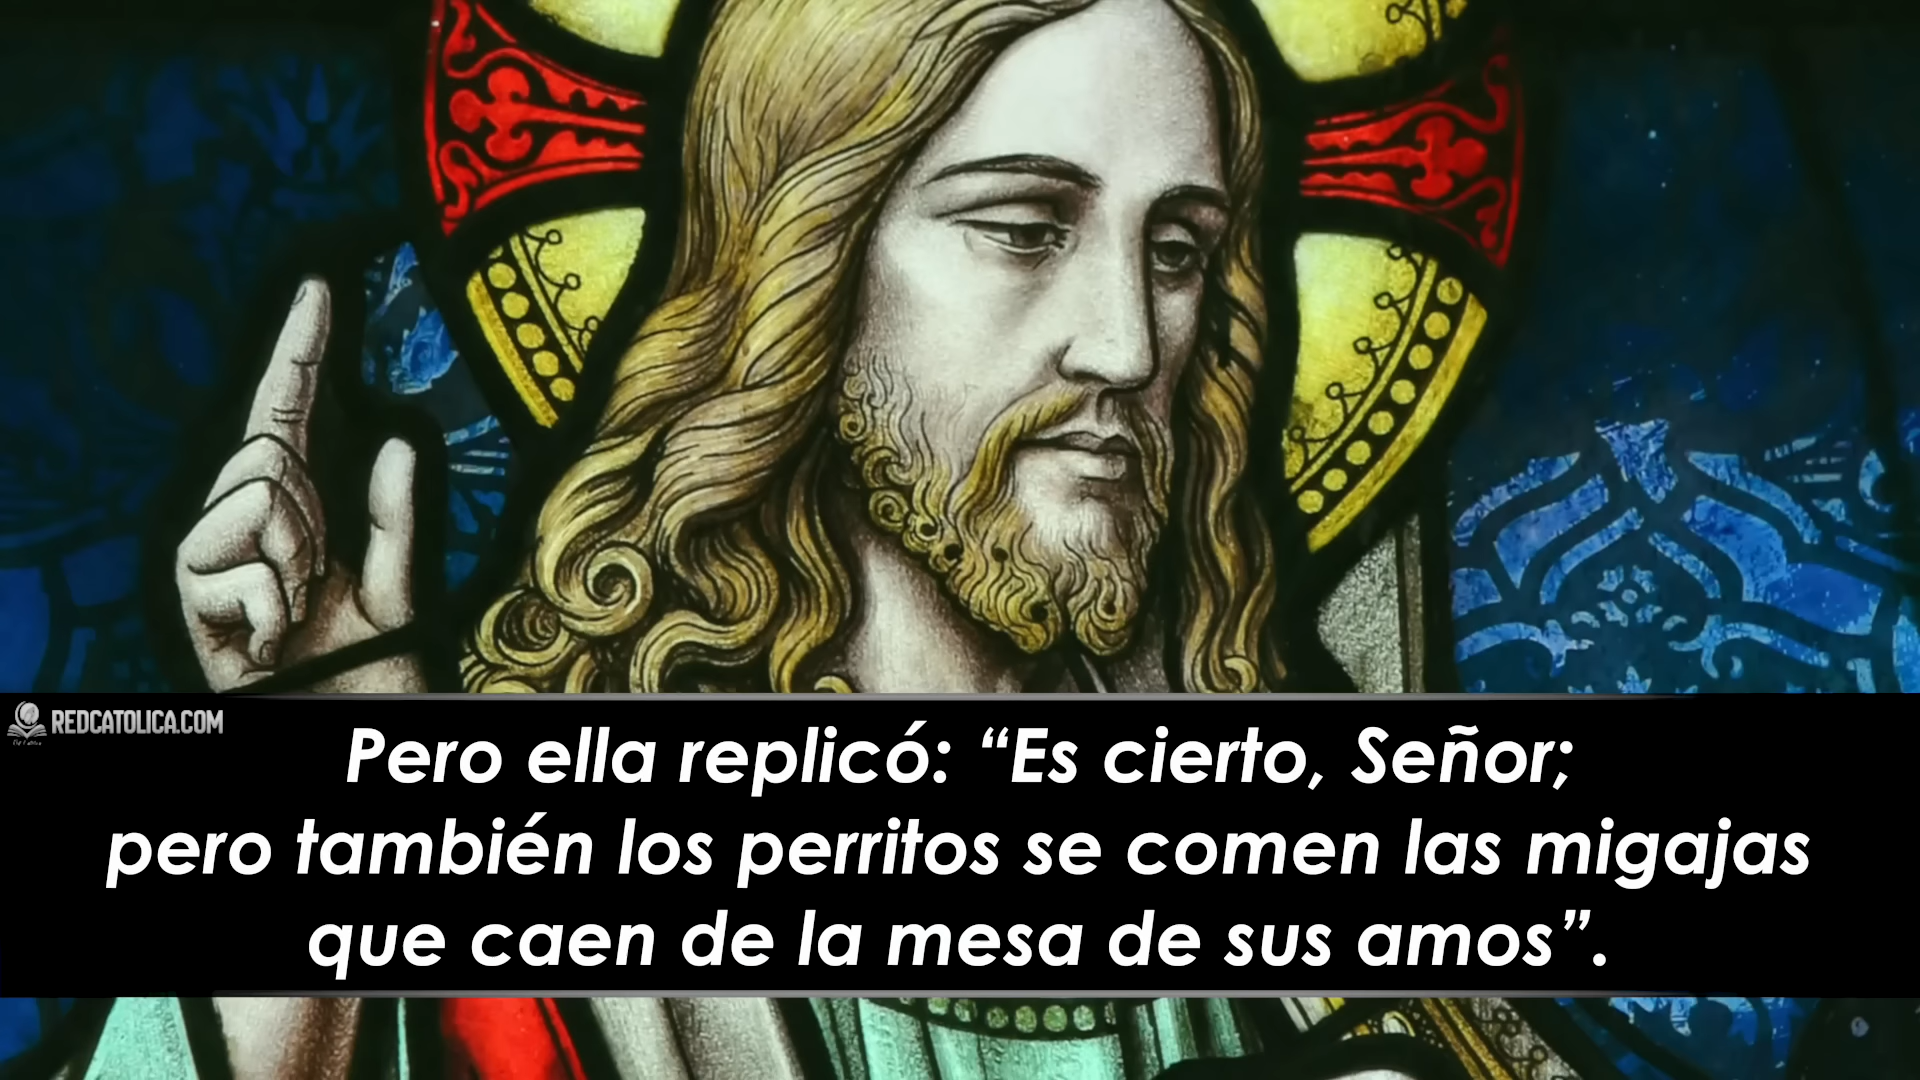 REDCATOLICA.COM
Pero ella replicó: “Es cierto, Señor;
pero también los perritos se comen las migajas
que caen de la mesa de sus amos”.